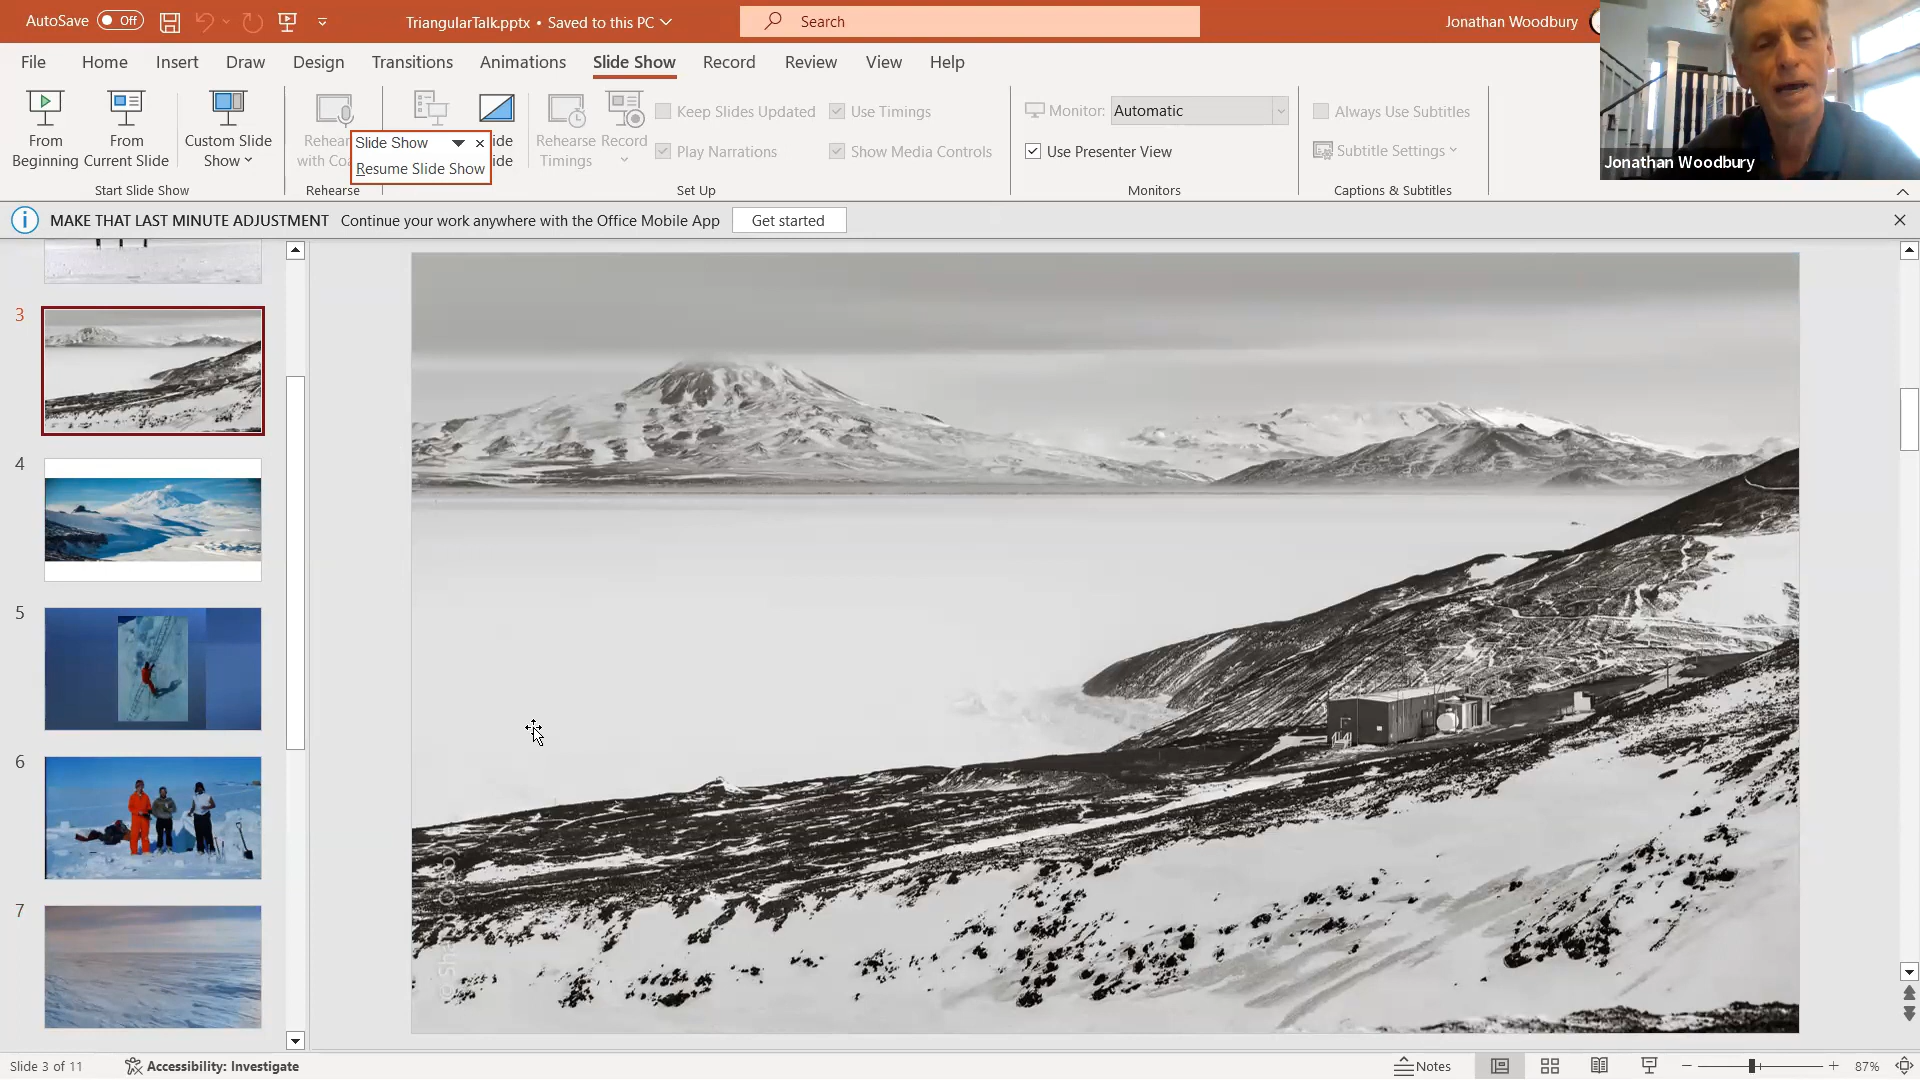 AutoSave Off
TriangularTalk.pptx • Saved to this PC
Search
Jonathan Woodbury
File Home Insert Draw Design Transitions Animations Slide Show Record Review View Help
From Beginning
From Current Slide
Custom Slide Show
Start Slide Show
Rehearse
Slide Show
Resume Slide Show
Rehearse Timings
Record
Keep Slides Updated
Play Narrations
Use Timings
Show Media Controls
Set Up
Monitor: Automatic
Use Presenter View
Monitors
Always Use Subtitles
Subtitle Settings
Captions & Subtitles
Jonathan Woodbury
MAKE THAT LAST MINUTE ADJUSTMENT Continue your work anywhere with the Office Mobile App Get started
3
4
5
6
7
Slide 3 of 11
Accessibility: Investigate
Notes
87%